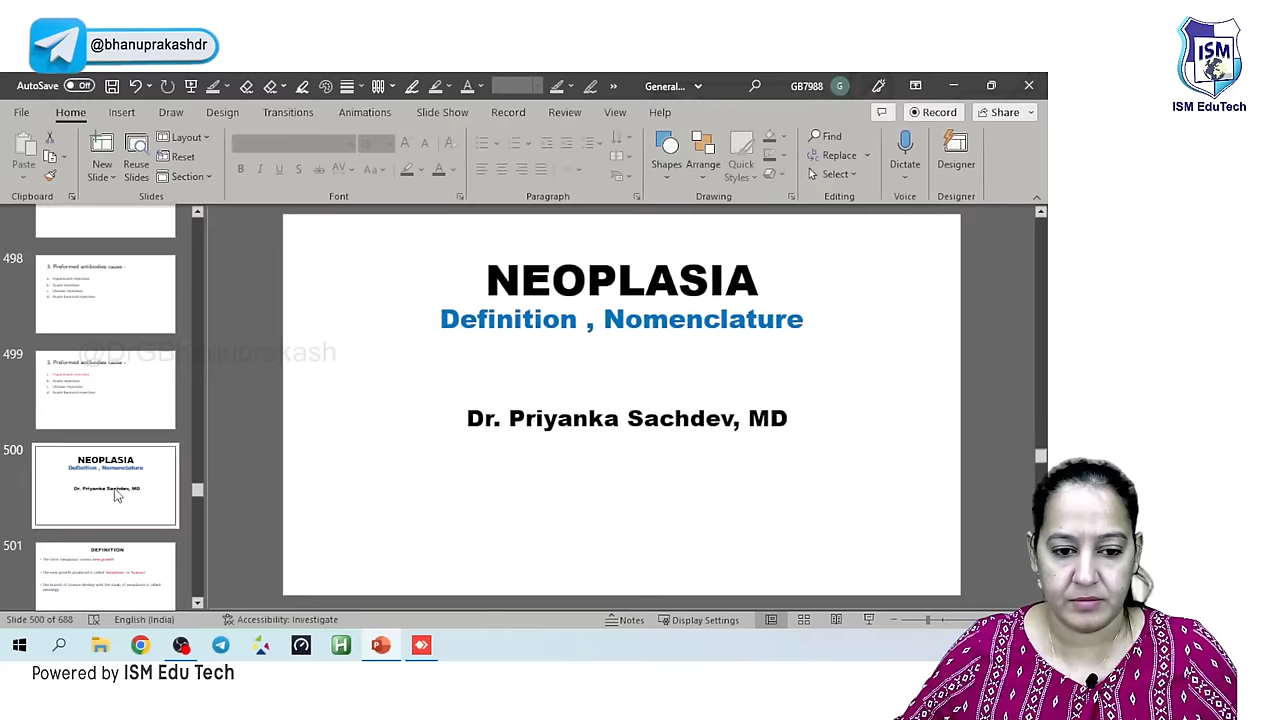 @bhanuprakashdr
ISM
ISM EduTech
AutoSave Off
General...
GB7988 G
File Home Insert Draw Design Transitions Animations Slide Show Record Review View Help
Record Share
Paste
New Slide
Reuse Slides
Layout
Reset
Section
Shapes
Arrange
Quick Styles
Find
Replace
Select
Dictate
Designer
Clipboard Slides Font Paragraph Drawing Editing Voice Designer
498
3. Preformed antibodies cause -
499
3. Preformed antibodies cause -
@DrGBhanuprakash
500
NEOPLASIA
Definition , Nomenclature
Dr. Priyanka Sachdev, MD
501
DEFINITION
NEOPLASIA
Definition , Nomenclature
Dr. Priyanka Sachdev, MD
Slide 500 of 688 English (India) Accessibility: Investigate Notes Display Settings
Powered by ISM Edu Tech